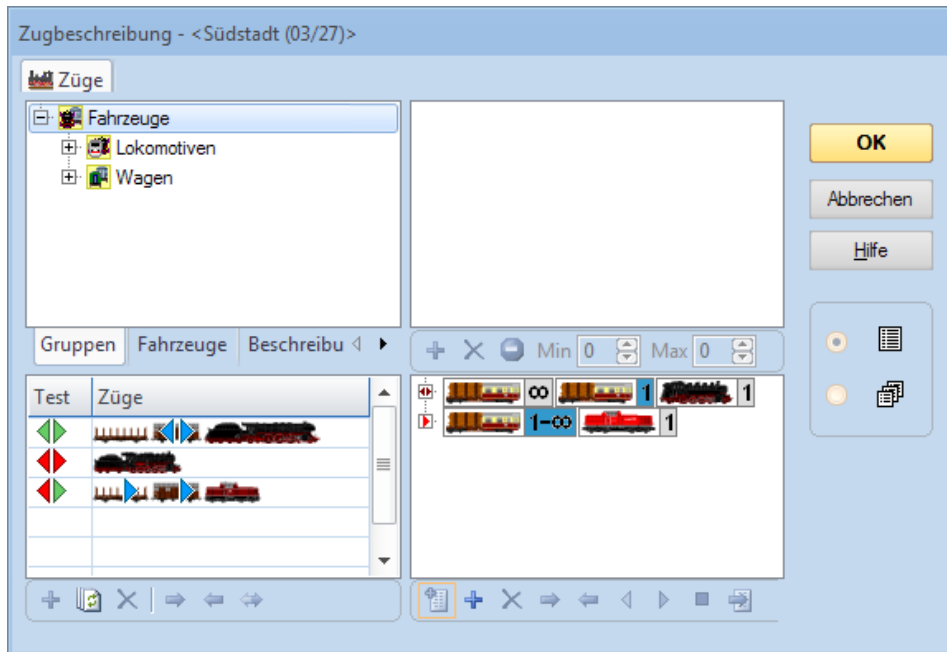 Zugbeschreibung - <Südstadt (03/27)>
Züge
Fahrzeuge
Lokomotiven
Wagen
OK
Abbrechen
Hilfe
Gruppen Fahrzeuge Beschreibu
Min 0 Max 0
Test Züge
∞ 1 1
1-∞ 1